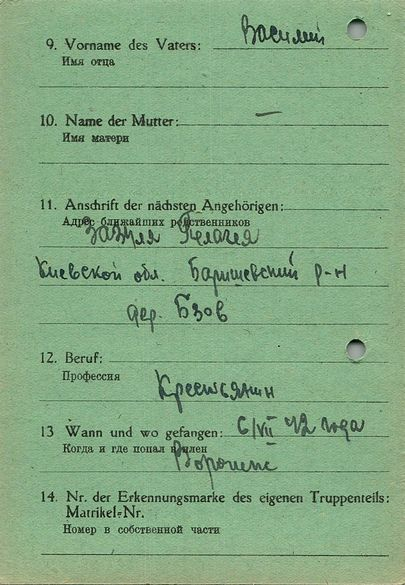 9. Vorname des Vaters: Василий
Имя отца
10. Name der Mutter: —
Имя матери
11. Anschrift der nächsten Angehörigen:
Адрес ближайших родственников
Пелагея
Киевской обл. Баришевский р-н
дер. Бзов
12. Beruf:
Профессия
Крестьянин
13 Wann und wo gefangen: 6/VII 42 года
Когда и где попал в плен
Воронеж
14. Nr. der Erkennungsmarke des eigenen Truppenteils:
Matrikel-Nr.
Номер в собственной части